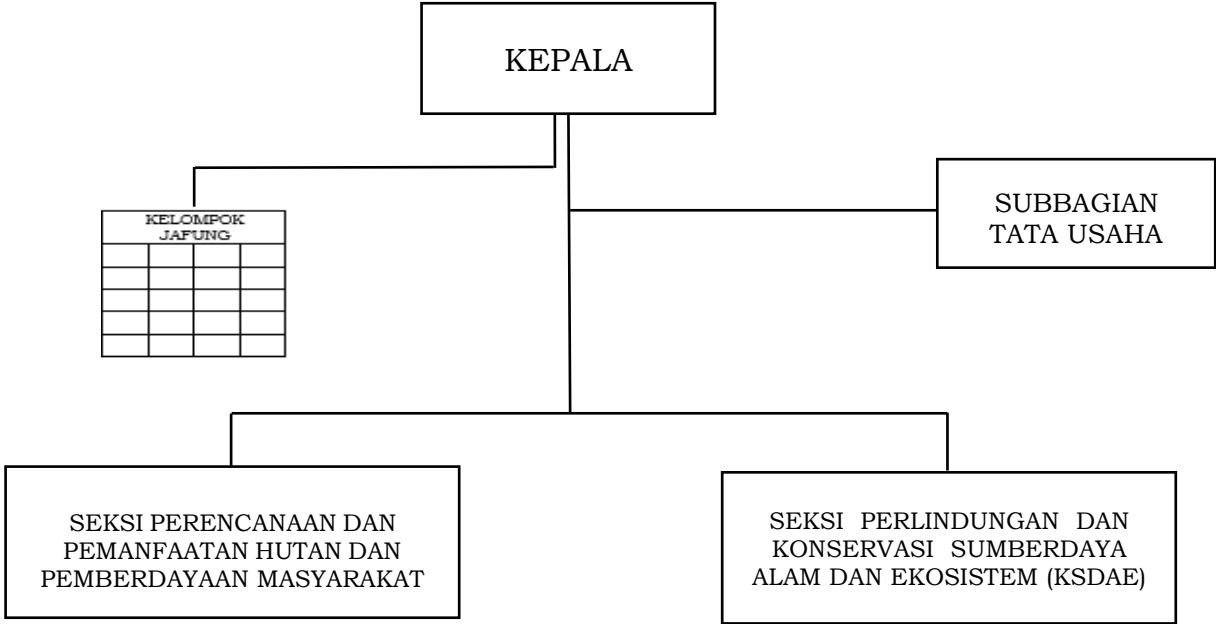 KEPALA
SUBBAGIAN
TATA USAHA
KELOMPOK
JAFUNG
SEKSI PERENCANAAN DAN
PEMANFAATAN HUTAN DAN
PEMBERDAYAAN MASYARAKAT
SEKSI PERLINDUNGAN DAN
KONSERVASI SUMBERDAYA
ALAM DAN EKOSISTEM (KSDAE)